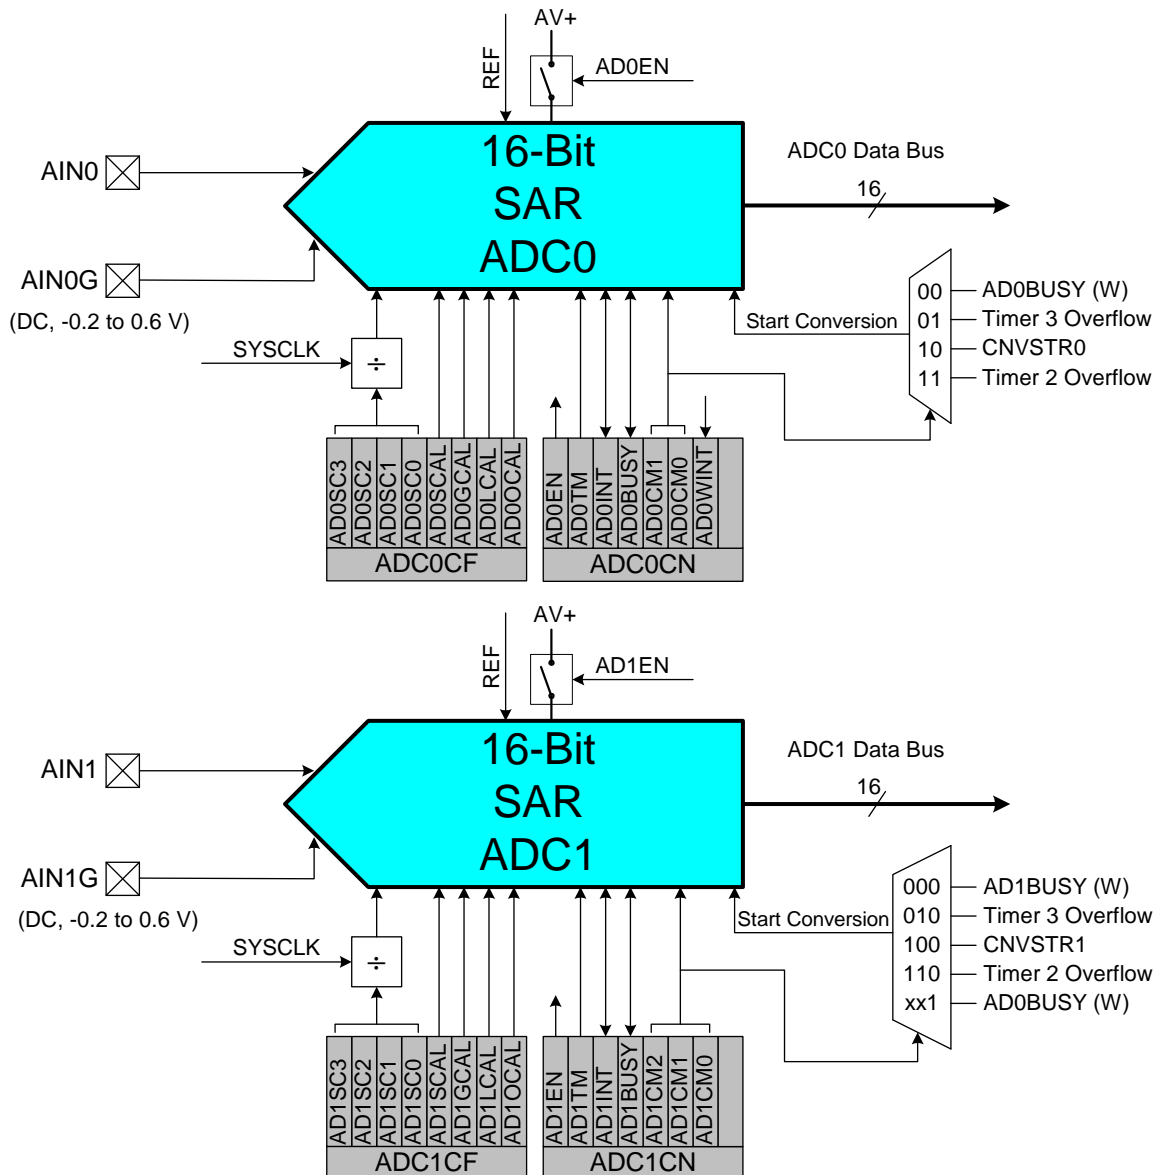 AV+
REF
AD0EN
16-Bit
SAR
ADC0
AIN0
AIN0G
(DC, -0.2 to 0.6 V)
ADC0 Data Bus
16
SYSCLK
÷
Start Conversion
00 AD0BUSY (W)
01 Timer 3 Overflow
10 CNVSTR0
11 Timer 2 Overflow
AD0SC3
AD0SC2
AD0SC1
AD0SC0
AD0SCAL
AD0GCAL
AD0LCAL
AD0OCAL
ADC0CF
AD0EN
AD0TM
AD0INT
AD0BUSY
AD0CM1
AD0CM0
AD0WINT
ADC0CN
AV+
REF
AD1EN
16-Bit
SAR
ADC1
AIN1
AIN1G
(DC, -0.2 to 0.6 V)
ADC1 Data Bus
16
SYSCLK
÷
Start Conversion
000 AD1BUSY (W)
010 Timer 3 Overflow
100 CNVSTR1
110 Timer 2 Overflow
xx1 AD0BUSY (W)
AD1SC3
AD1SC2
AD1SC1
AD1SC0
AD1SCAL
AD1GCAL
AD1LCAL
AD1OCAL
ADC1CF
AD1EN
AD1TM
AD1INT
AD1BUSY
AD1CM2
AD1CM1
AD1CM0
ADC1CN